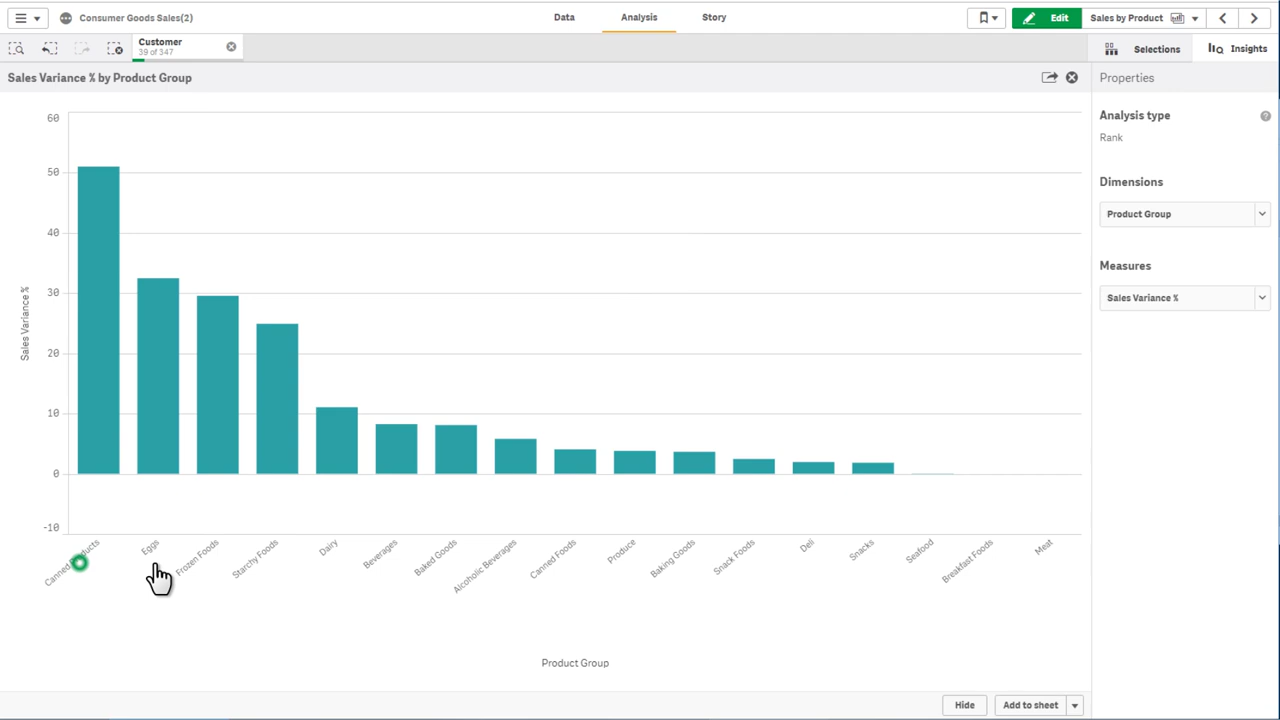 Consumer Goods Sales(2)
Data
Analysis
Story
Edit
Sales by Product
Customer
39 of 347
Selections
Insights
Sales Variance % by Product Group
Properties
Analysis type
Rank
Dimensions
Product Group
Measures
Sales Variance %
60
50
40
30
20
10
0
-10
Sales Variance %
Eggs
Frozen Foods
Starchy Foods
Dairy
Beverages
Baked Goods
Alcoholic Beverages
Canned Foods
Produce
Baking Goods
Snack Foods
Deli
Snacks
Seafood
Breakfast Foods
Meat
Product Group
Hide
Add to sheet